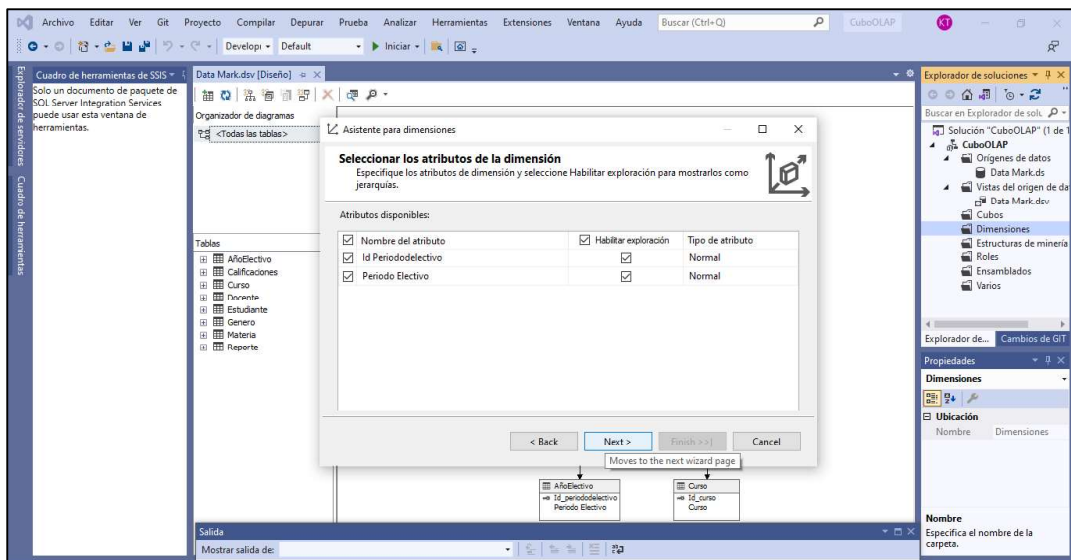 Archivo Editar Ver Git Proyecto Compilar Depurar Prueba Analizar Herramientas Extensiones Ventana Ayuda Buscar (Ctrl+Q) CuboOLAP KT
Develop Default Iniciar
Explorador de servidores
Cuadro de herramientas
Cuadro de herramientas de SSIS
Solo un documento de paquete de
SQL Server Integration Services
puede usar esta ventana de
herramientas.
Data Mark.dsv [Diseño]
Organizador de diagramas
<Todas las tablas>
Tablas
AñoElectivo
Calificaciones
Curso
Docente
Estudiante
Genero
Materia
Reporte
Asistente para dimensiones
Seleccionar los atributos de la dimensión
Especifique los atributos de dimensión y seleccione Habilitar exploración para mostrarlos como
jerarquías.
Atributos disponibles:
Nombre del atributo Habilitar exploración Tipo de atributo
Id Periododelectivo Normal
Periodo Electivo Normal
< Back Next > Finish >>| Cancel
Moves to the next wizard page
AñoElectivo
Id_periododelectivo
Periodo Electivo
Curso
Id_curso
Curso
Salida
Mostrar salida de:
Explorador de soluciones
Buscar en Explorador de solu
Solución "CuboOLAP" (1 de 1
CuboOLAP
Orígenes de datos
Data Mark.ds
Vistas del origen de da
Data Mark.dsv
Cubos
Dimensiones
Estructuras de minería
Roles
Ensamblados
Varios
Explorador de... Cambios de GIT
Propiedades
Dimensiones
Ubicación
Nombre Dimensiones
Nombre
Especifica el nombre de la
carpeta.